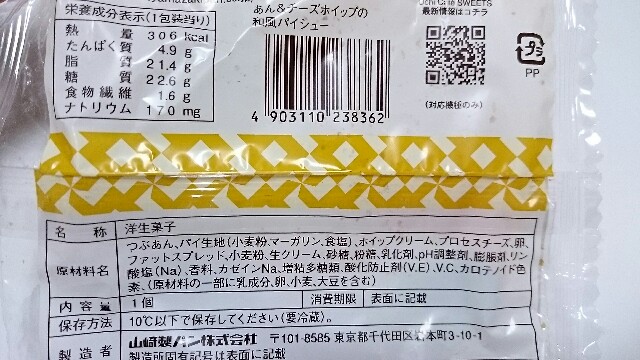 栄養成分表示(1包装当り)
熱量 306 kcal
たんぱく質 4.9 g
脂質 21.4 g
糖質 22.6 g
食物繊維 1.6 g
ナトリウム 170 mg
あん&チーズホイップの
和風パイシュー
4 903110 238362
Uchi Café SWEETS
最新情報はコチラ
(対応機種のみ)
プラ
PP
名称 洋生菓子
原材料名 つぶあん、パイ生地(小麦粉、マーガリン、食塩)、ホイップクリーム、プロセスチーズ、卵、
ファットスプレッド、小麦粉、生クリーム、砂糖、粉糖、乳化剤、pH調整剤、膨脹剤、リン
酸塩(Na)、香料、カゼインNa、増粘多糖類、酸化防止剤(V.E)、V.C、カロテノイド色
素、(原材料の一部に乳成分、卵、小麦、大豆を含む)
内容量 1個 消費期限 表面に記載
保存方法 10℃以下で保存してください(要冷蔵)。
製造者 山崎製パン株式会社 〒101-8585 東京都千代田区岩本町3-10-1
製造所固有記号は表面に記載